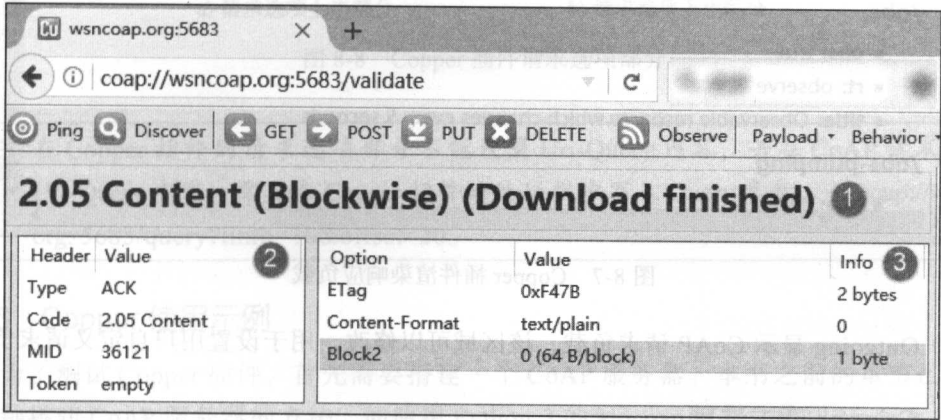 Cu wsncoap.org:5683 × +
coap://wsncoap.org:5683/validate
Ping Discover GET POST PUT DELETE Observe Payload Behavior
2.05 Content (Blockwise) (Download finished) 1
Header Value 2
Type ACK
Code 2.05 Content
MID 36121
Token empty
Option Value Info 3
ETag 0xF47B 2 bytes
Content-Format text/plain 0
Block2 0 (64 B/block) 1 byte